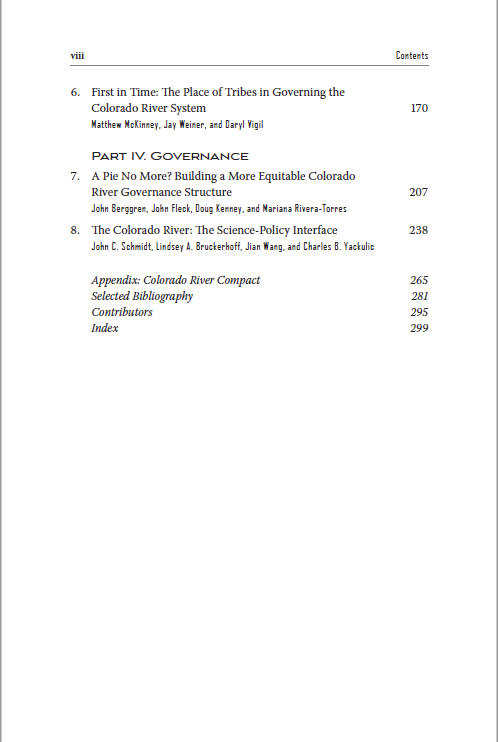 viii Contents
6. First in Time: The Place of Tribes in Governing the
Colorado River System 170
Matthew McKinney, Jay Weiner, and Daryl Vigil
Part IV. Governance
7. A Pie No More? Building a More Equitable Colorado
River Governance Structure 207
John Berggren, John Fleck, Doug Kenney, and Mariana Rivera-Torres
8. The Colorado River: The Science-Policy Interface 238
John C. Schmidt, Lindsey A. Bruckerhoff, Jian Wang, and Charles B. Yackulic
Appendix: Colorado River Compact 265
Selected Bibliography 281
Contributors 295
Index 299